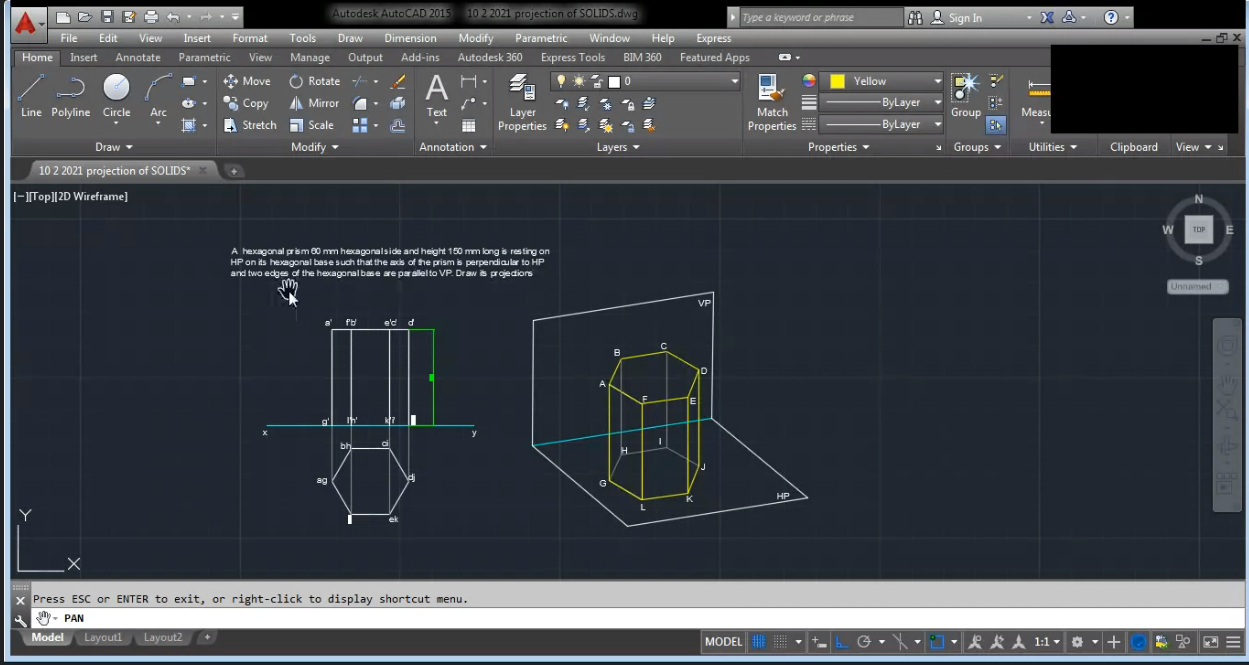 Autodesk AutoCAD 2015 10 2 2021 projection of SOLIDS.dwg
Type a keyword or phrase
Sign In
File Edit View Insert Format Tools Draw Dimension Modify Parametric Window Help Express
Home Insert Annotate Parametric View Manage Output Add-ins Autodesk 360 Express Tools BIM 360 Featured Apps
Line Polyline Circle Arc
Move Rotate
Copy Mirror
Stretch Scale
Text
Layer Properties
0
Match Properties
Yellow
ByLayer
ByLayer
Group
Measu
Draw Modify Annotation Layers Properties Groups Utilities Clipboard View
10 2 2021 projection of SOLIDS*
[−][Top][2D Wireframe]
N
W TOP E
S
Unnamed
A hexagonal prism 60 mm hexagonal side and height 150 mm long is resting on
HP on its hexagonal base such that the axis of the prism is perpendicular to HP
and two edges of the hexagonal base are parallel to VP. Draw its projections
a' f'b' e'c' d'
g' l'h'
x y
bh ci
ag dj
ek
VP
B C
A D
F E
H I
J
G K
L
HP
Y
X
Press ESC or ENTER to exit, or right-click to display shortcut menu.
PAN
Model Layout1 Layout2 +
MODEL 1:1